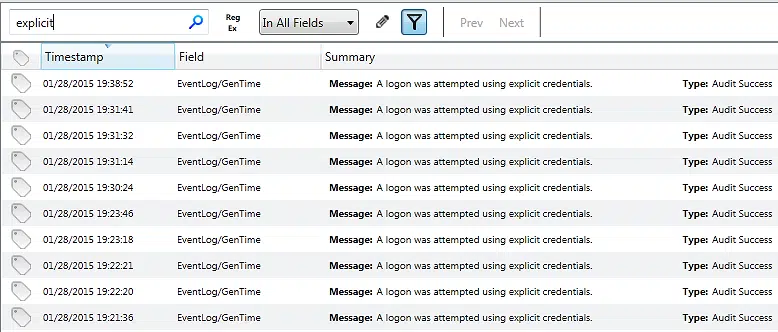 explicit Reg Ex In All Fields Prev Next
Timestamp Field Summary
01/28/2015 19:38:52 EventLog/GenTime Message: A logon was attempted using explicit credentials. Type: Audit Success
01/28/2015 19:31:41 EventLog/GenTime Message: A logon was attempted using explicit credentials. Type: Audit Success
01/28/2015 19:31:32 EventLog/GenTime Message: A logon was attempted using explicit credentials. Type: Audit Success
01/28/2015 19:31:14 EventLog/GenTime Message: A logon was attempted using explicit credentials. Type: Audit Success
01/28/2015 19:30:24 EventLog/GenTime Message: A logon was attempted using explicit credentials. Type: Audit Success
01/28/2015 19:23:46 EventLog/GenTime Message: A logon was attempted using explicit credentials. Type: Audit Success
01/28/2015 19:23:18 EventLog/GenTime Message: A logon was attempted using explicit credentials. Type: Audit Success
01/28/2015 19:22:21 EventLog/GenTime Message: A logon was attempted using explicit credentials. Type: Audit Success
01/28/2015 19:22:20 EventLog/GenTime Message: A logon was attempted using explicit credentials. Type: Audit Success
01/28/2015 19:21:36 EventLog/GenTime Message: A logon was attempted using explicit credentials. Type: Audit Success